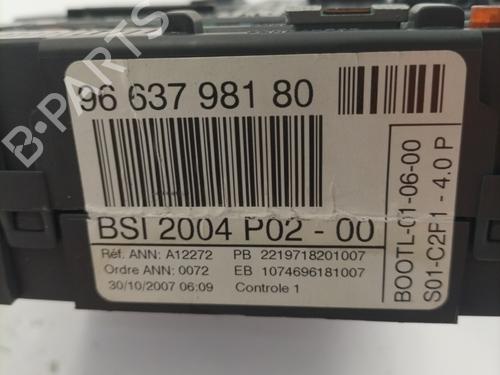 96 637 981 80
BSI 2004 P02 - 00
Réf. ANN: A12272 PB 2219718201007
Ordre ANN: 0072 EB 1074696181007
30/10/2007 06:09 Controle 1
BOOTL-01-06-00
S01-C2F1 - 4.0 P
B-PARTS